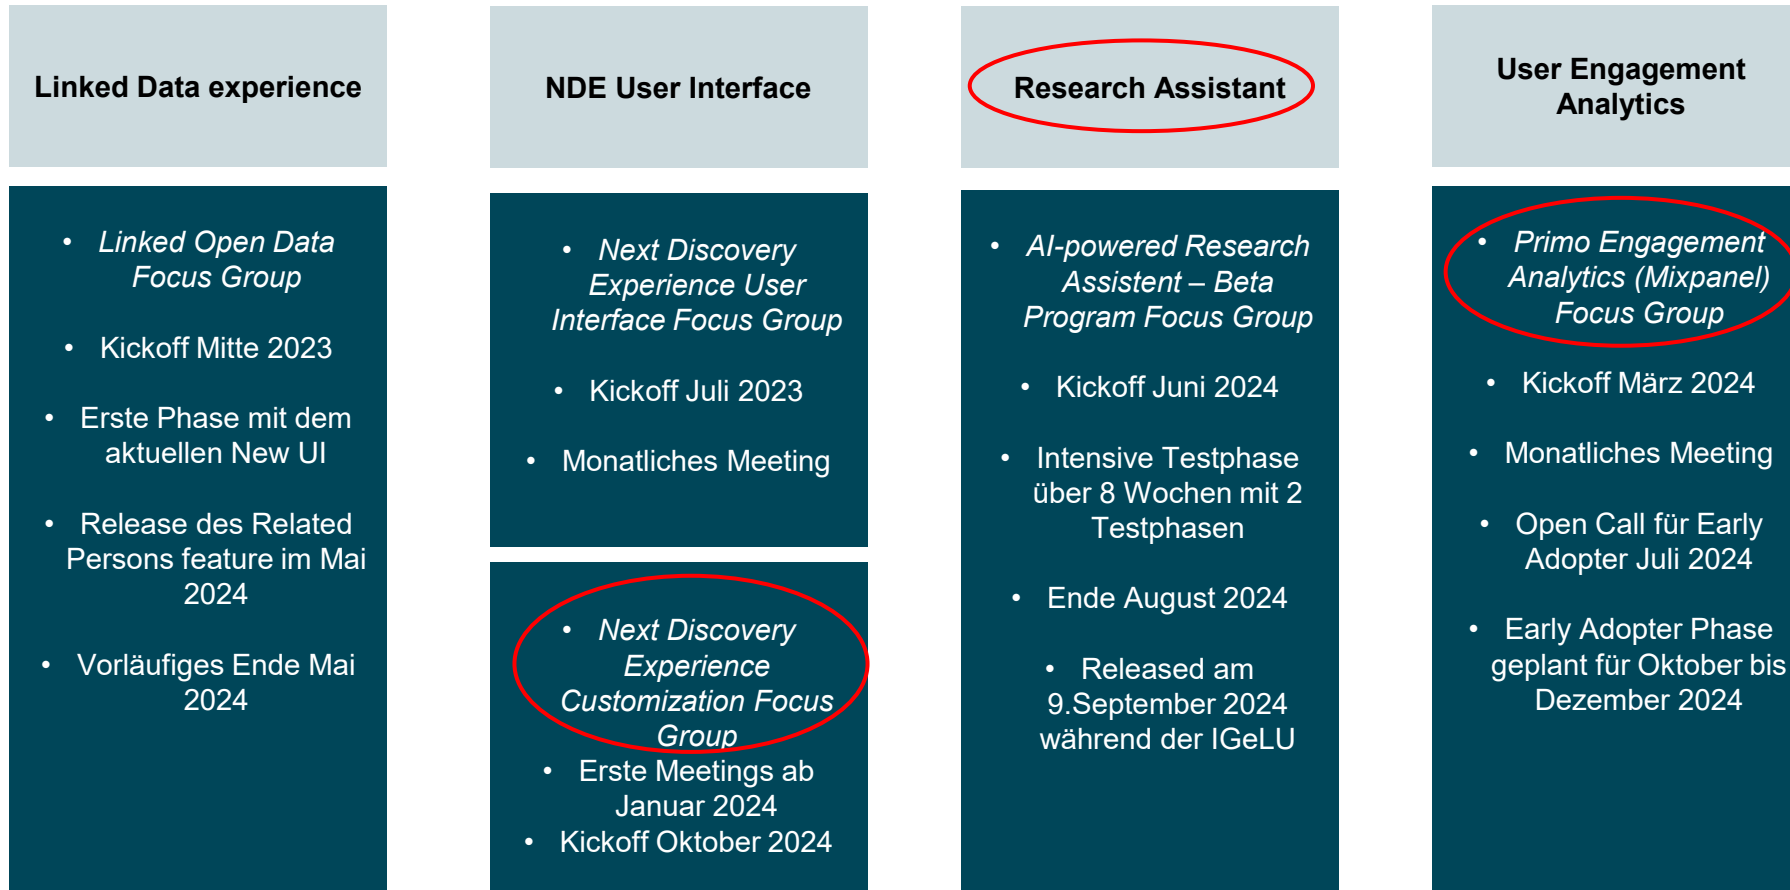 Linked Data experience
• Linked Open Data
Focus Group
• Kickoff Mitte 2023
• Erste Phase mit dem
aktuellen New UI
• Release des Related
Persons feature im Mai
2024
• Vorläufiges Ende Mai
2024
NDE User Interface
• Next Discovery
Experience User
Interface Focus Group
• Kickoff Juli 2023
• Monatliches Meeting
• Next Discovery
Experience
Customization Focus
Group
• Erste Meetings ab
Januar 2024
• Kickoff Oktober 2024
Research Assistant
• AI-powered Research
Assistent – Beta
Program Focus Group
• Kickoff Juni 2024
• Intensive Testphase
über 8 Wochen mit 2
Testphasen
• Ende August 2024
• Released am
9.September 2024
während der IGeLU
User Engagement
Analytics
• Primo Engagement
Analytics (Mixpanel)
Focus Group
• Kickoff März 2024
• Monatliches Meeting
• Open Call für Early
Adopter Juli 2024
• Early Adopter Phase
geplant für Oktober bis
Dezember 2024